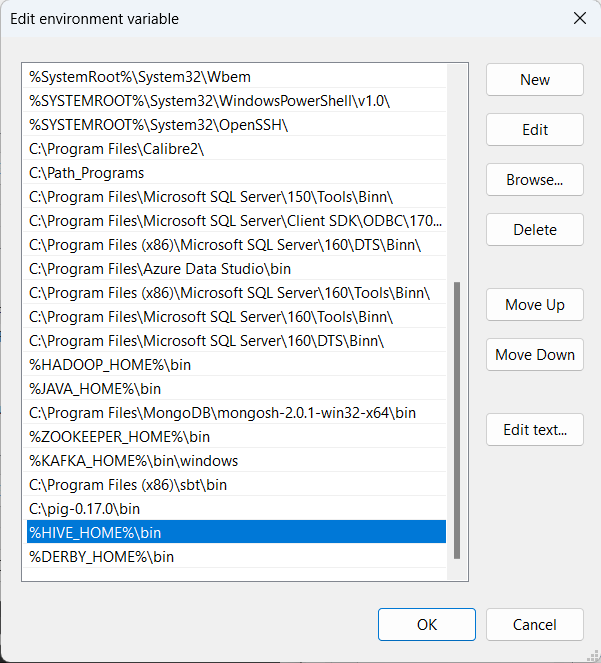 Edit environment variable
%SystemRoot%\System32\Wbem
%SYSTEMROOT%\System32\WindowsPowerShell\v1.0\
%SYSTEMROOT%\System32\OpenSSH\
C:\Program Files\Calibre2\
C:\Path_Programs
C:\Program Files\Microsoft SQL Server\150\Tools\Binn\
C:\Program Files\Microsoft SQL Server\Client SDK\ODBC\170...
C:\Program Files (x86)\Microsoft SQL Server\160\DTS\Binn\
C:\Program Files\Azure Data Studio\bin
C:\Program Files (x86)\Microsoft SQL Server\160\Tools\Binn\
C:\Program Files\Microsoft SQL Server\160\Tools\Binn\
C:\Program Files\Microsoft SQL Server\160\DTS\Binn\
%HADOOP_HOME%\bin
%JAVA_HOME%\bin
C:\Program Files\MongoDB\mongosh-2.0.1-win32-x64\bin
%ZOOKEEPER_HOME%\bin
%KAFKA_HOME%\bin\windows
C:\Program Files (x86)\sbt\bin
C:\pig-0.17.0\bin
%HIVE_HOME%\bin
%DERBY_HOME%\bin
New
Edit
Browse...
Delete
Move Up
Move Down
Edit text...
OK
Cancel